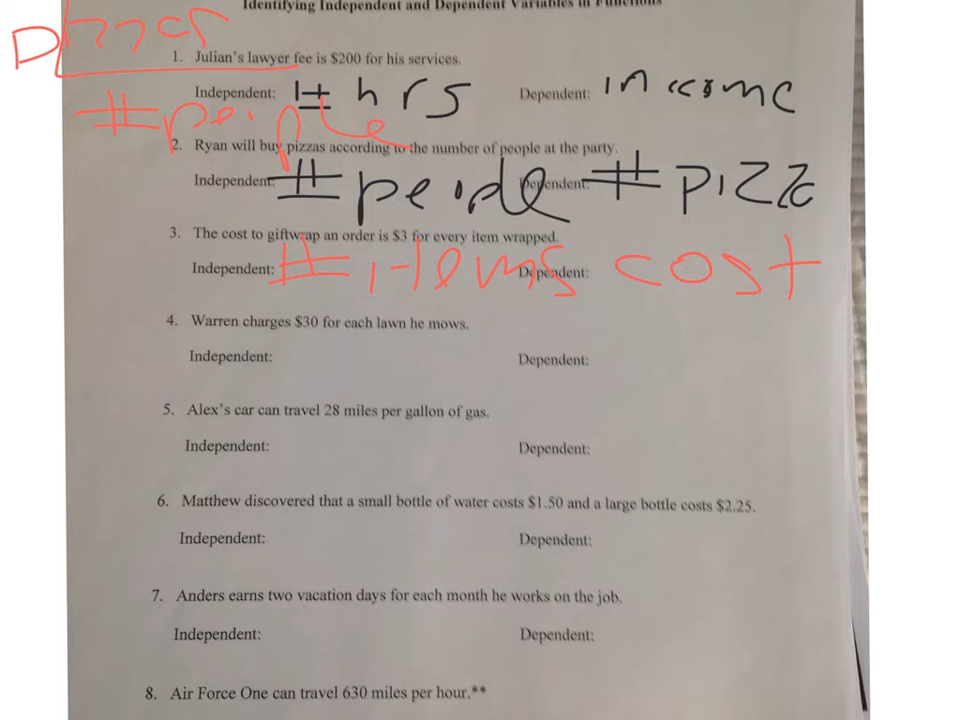 Identifying Independent and Dependent Variables in Functions
pizzas
1. Julian's lawyer fee is $200 for his services.
Independent: # hrs Dependent: income
# people
2. Ryan will buy pizzas according to the number of people at the party.
Independent: # people Dependent: # pizz
3. The cost to giftwrap an order is $3 for every item wrapped.
Independent: # items Dependent: cost
4. Warren charges $30 for each lawn he mows.
Independent: Dependent:
5. Alex's car can travel 28 miles per gallon of gas.
Independent: Dependent:
6. Matthew discovered that a small bottle of water costs $1.50 and a large bottle costs $2.25.
Independent: Dependent:
7. Anders earns two vacation days for each month he works on the job.
Independent: Dependent:
8. Air Force One can travel 630 miles per hour.**